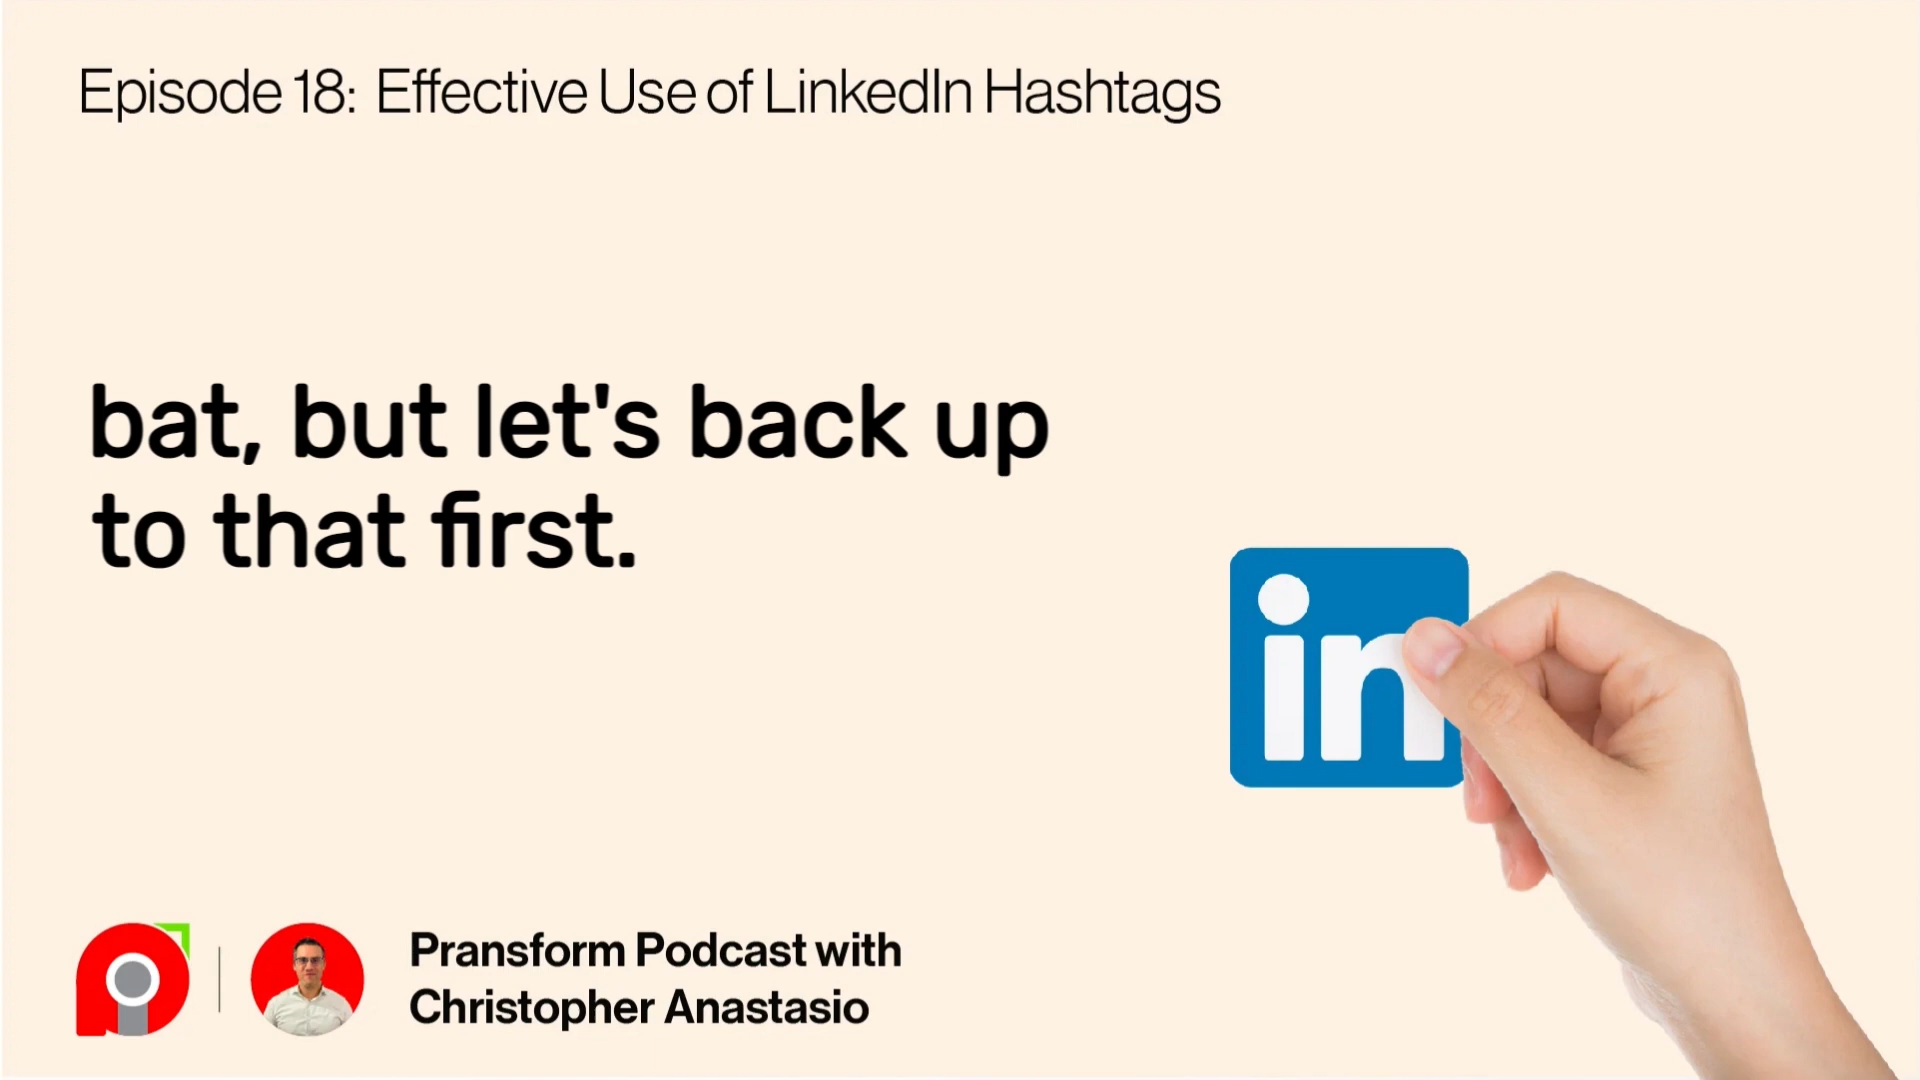 Episode 18: Effective Use of LinkedIn Hashtags
bat, but let's back up
to that first.
in
Pransform Podcast with
Christopher Anastasio